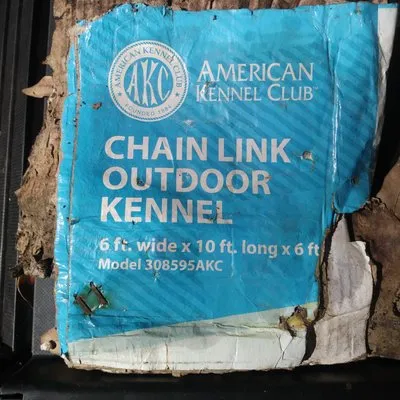 AMERICAN KENNEL CLUB
AKC
FOUNDED 1884
AMERICAN
KENNEL CLUB™
CHAIN LINK
OUTDOOR
KENNEL
6 ft. wide x 10 ft. long x 6 ft
Model 308595AKC